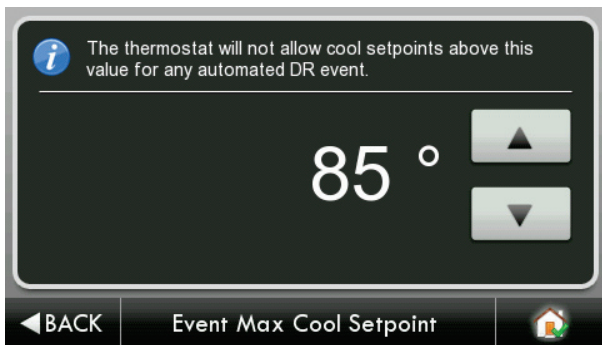 The thermostat will not allow cool setpoints above this
value for any automated DR event.
85 °
BACK
Event Max Cool Setpoint